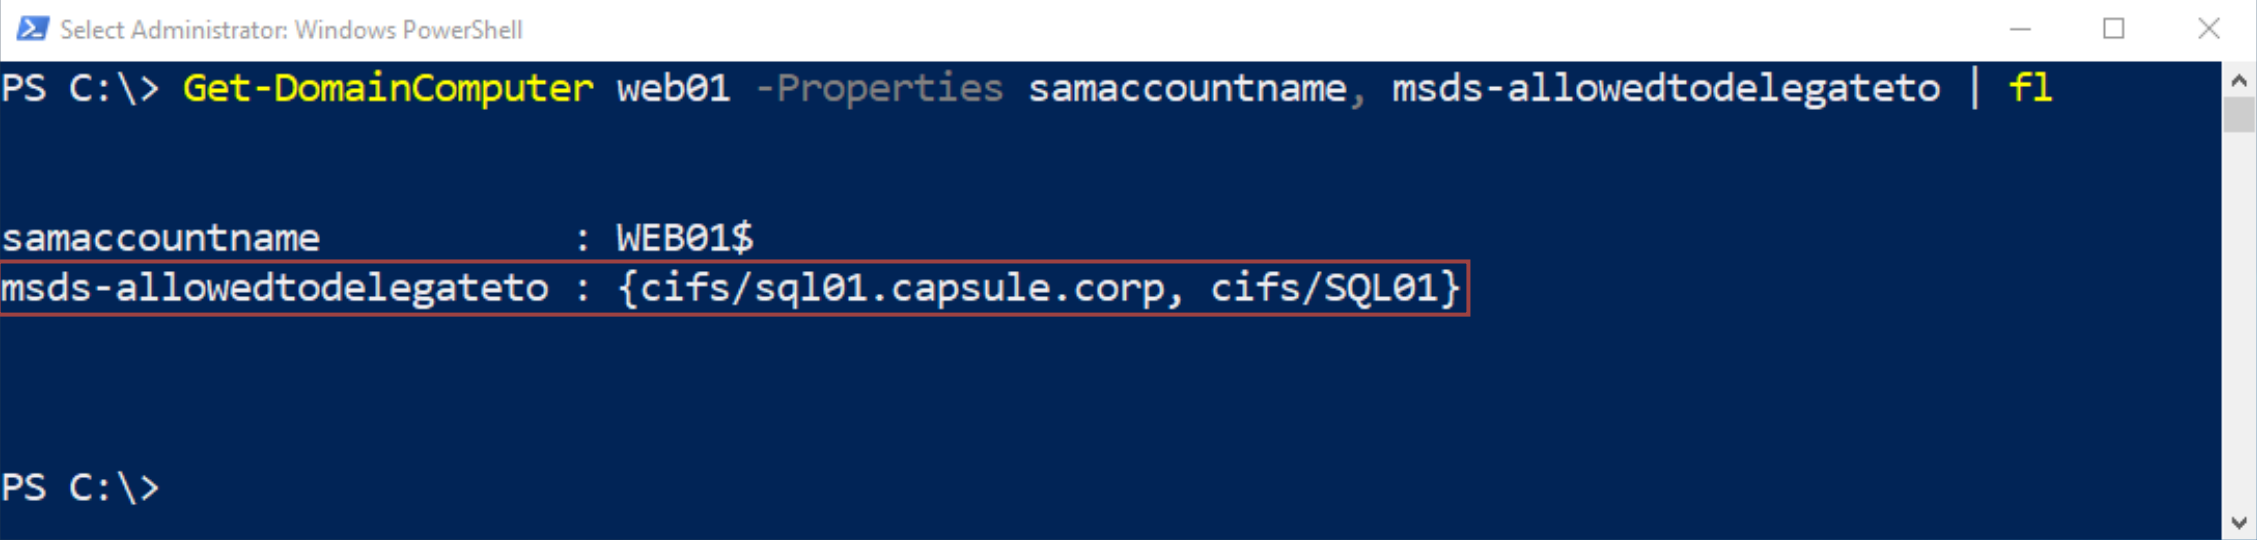 Select Administrator: Windows PowerShell
PS C:\> Get-DomainComputer web01 -Properties samaccountname, msds-allowedtodelegateto | fl
samaccountname : WEB01$
msds-allowedtodelegateto : {cifs/sql01.capsule.corp, cifs/SQL01}
PS C:\>